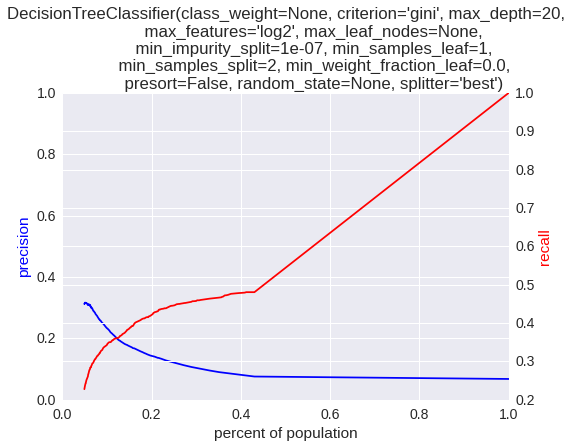 DecisionTreeClassifier(class_weight=None, criterion='gini', max_depth=20,
max_features='log2', max_leaf_nodes=None,
min_impurity_split=1e-07, min_samples_leaf=1,
min_samples_split=2, min_weight_fraction_leaf=0.0,
presort=False, random_state=None, splitter='best')
1.0
0.8
0.6
0.4
0.2
0.0
precision
1.0
0.9
0.8
0.7
0.6
0.5
0.4
0.3
0.2
recall
0.0 0.2 0.4 0.6 0.8 1.0
percent of population